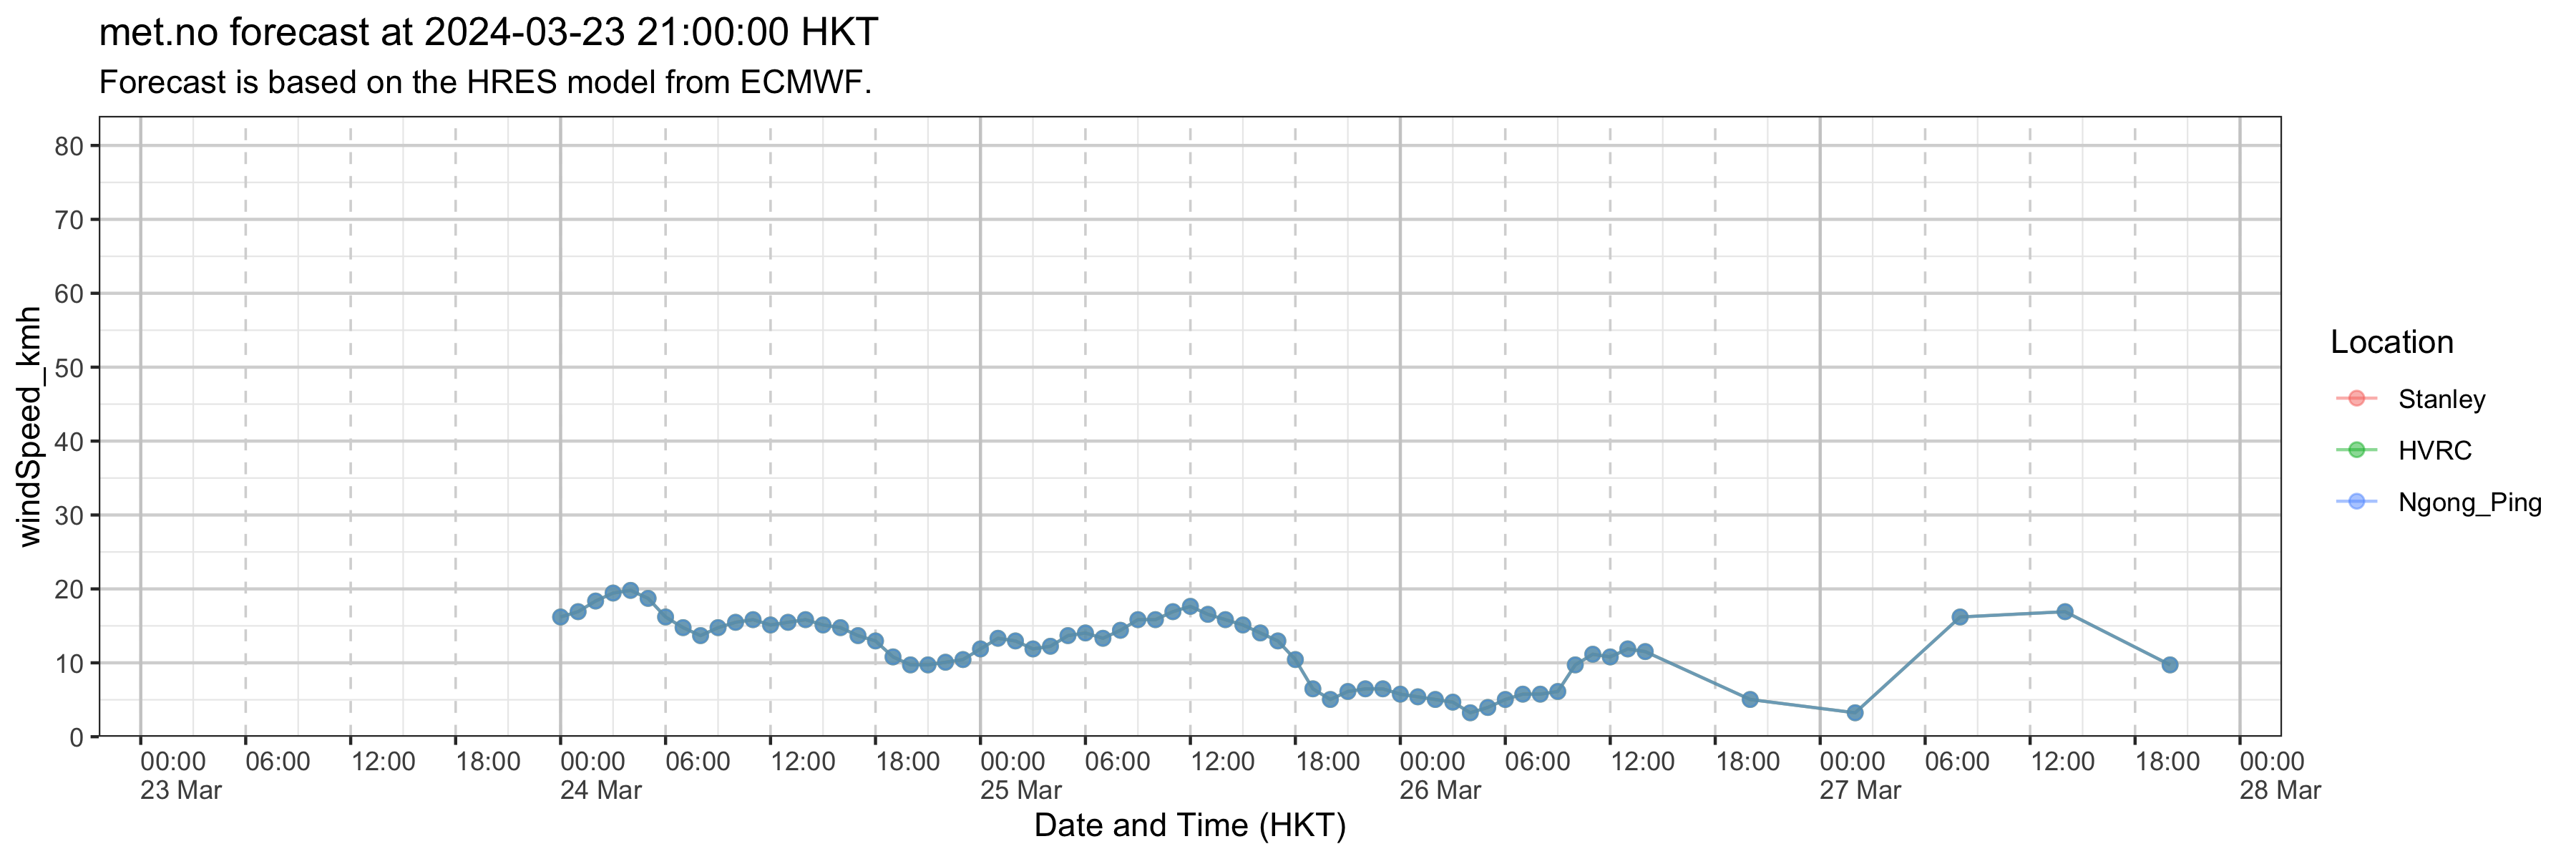 met.no forecast at 2024-03-23 21:00:00 HKT
Forecast is based on the HRES model from ECMWF.
windSpeed_kmh
80
70
60
50
40
30
20
10
0
00:00 06:00 12:00 18:00 00:00 06:00 12:00 18:00 00:00 06:00 12:00 18:00 00:00 06:00 12:00 18:00 00:00 06:00 12:00 18:00 00:00
23 Mar 24 Mar 25 Mar 26 Mar 27 Mar 28 Mar
Date and Time (HKT)
Location
Stanley
HVRC
Ngong_Ping